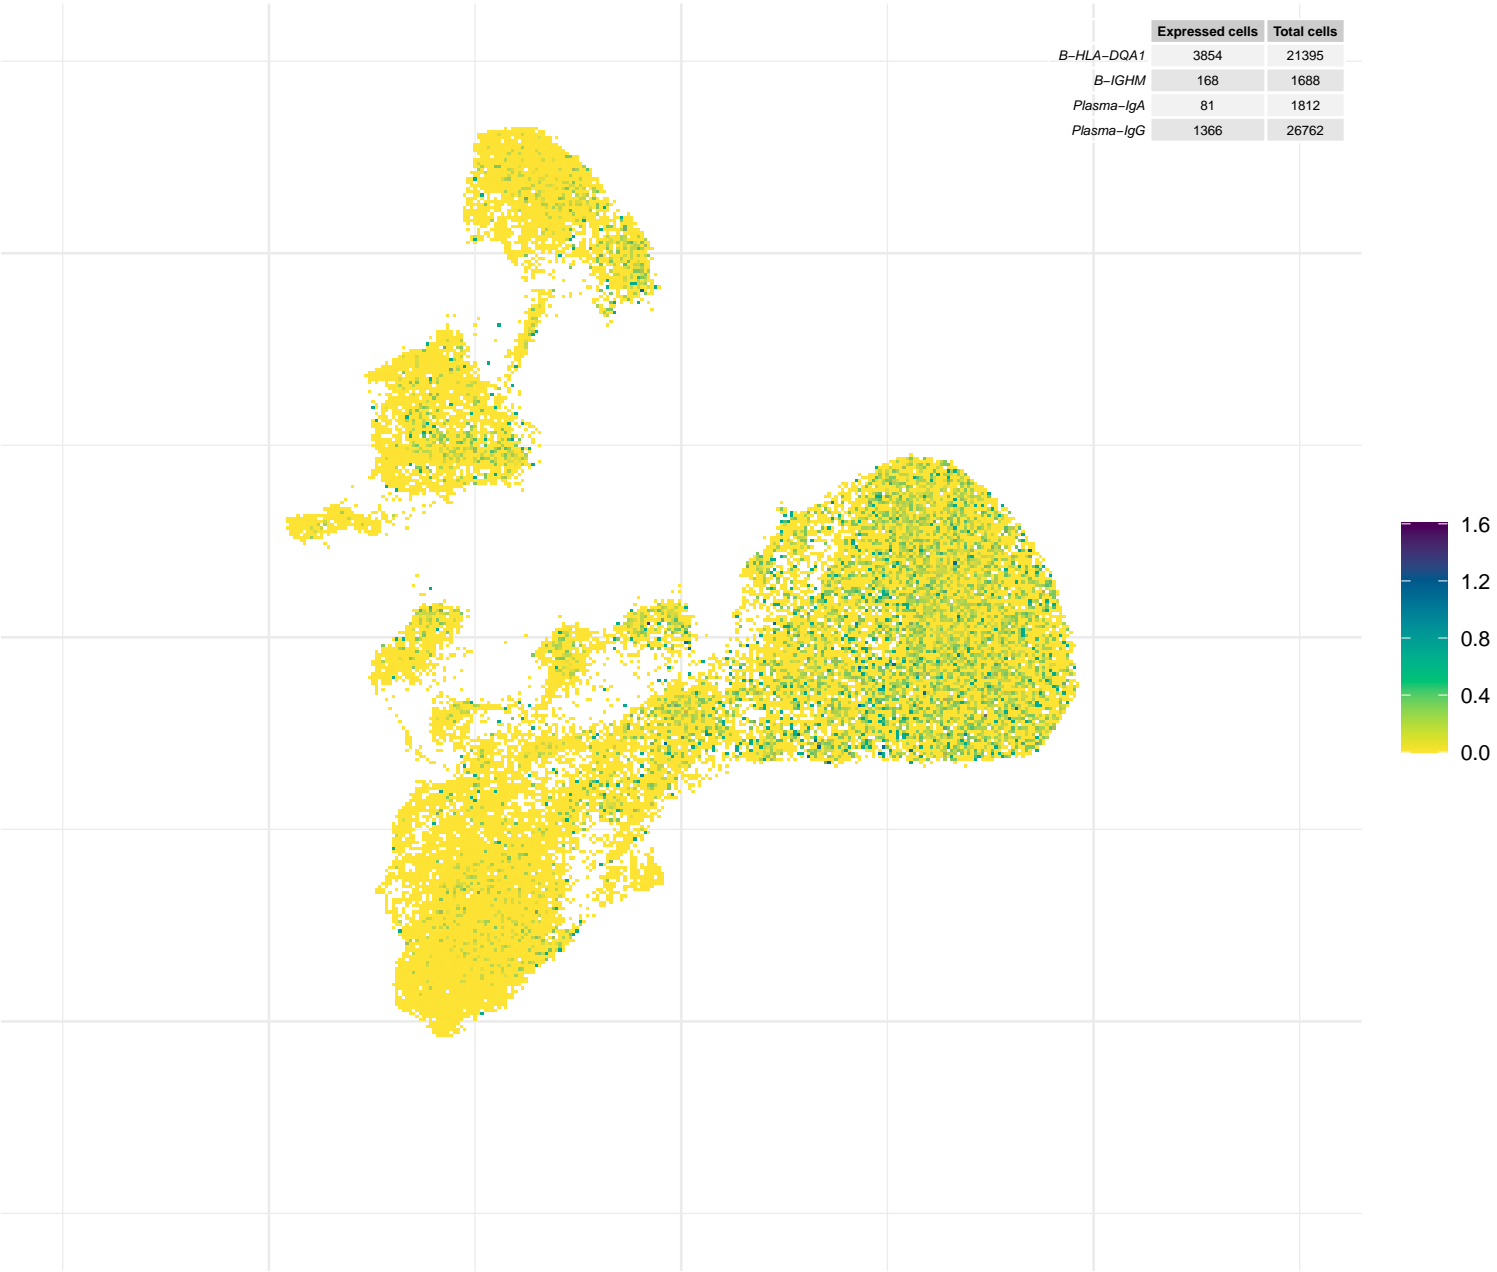 Expressed cells Total cells
B−HLA−DQA1 3854 21395
B−IGHM 168 1688
Plasma−IgA 81 1812
Plasma−IgG 1366 26762
1.6
1.2
0.8
0.4
0.0